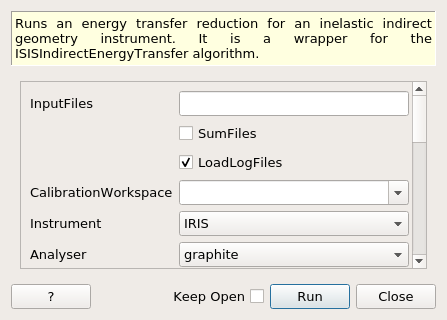 Runs an energy transfer reduction for an inelastic indirect
geometry instrument. It is a wrapper for the
ISISIndirectEnergyTransfer algorithm.
InputFiles
SumFiles
LoadLogFiles
CalibrationWorkspace
Instrument IRIS
Analyser graphite
? Keep Open Run Close